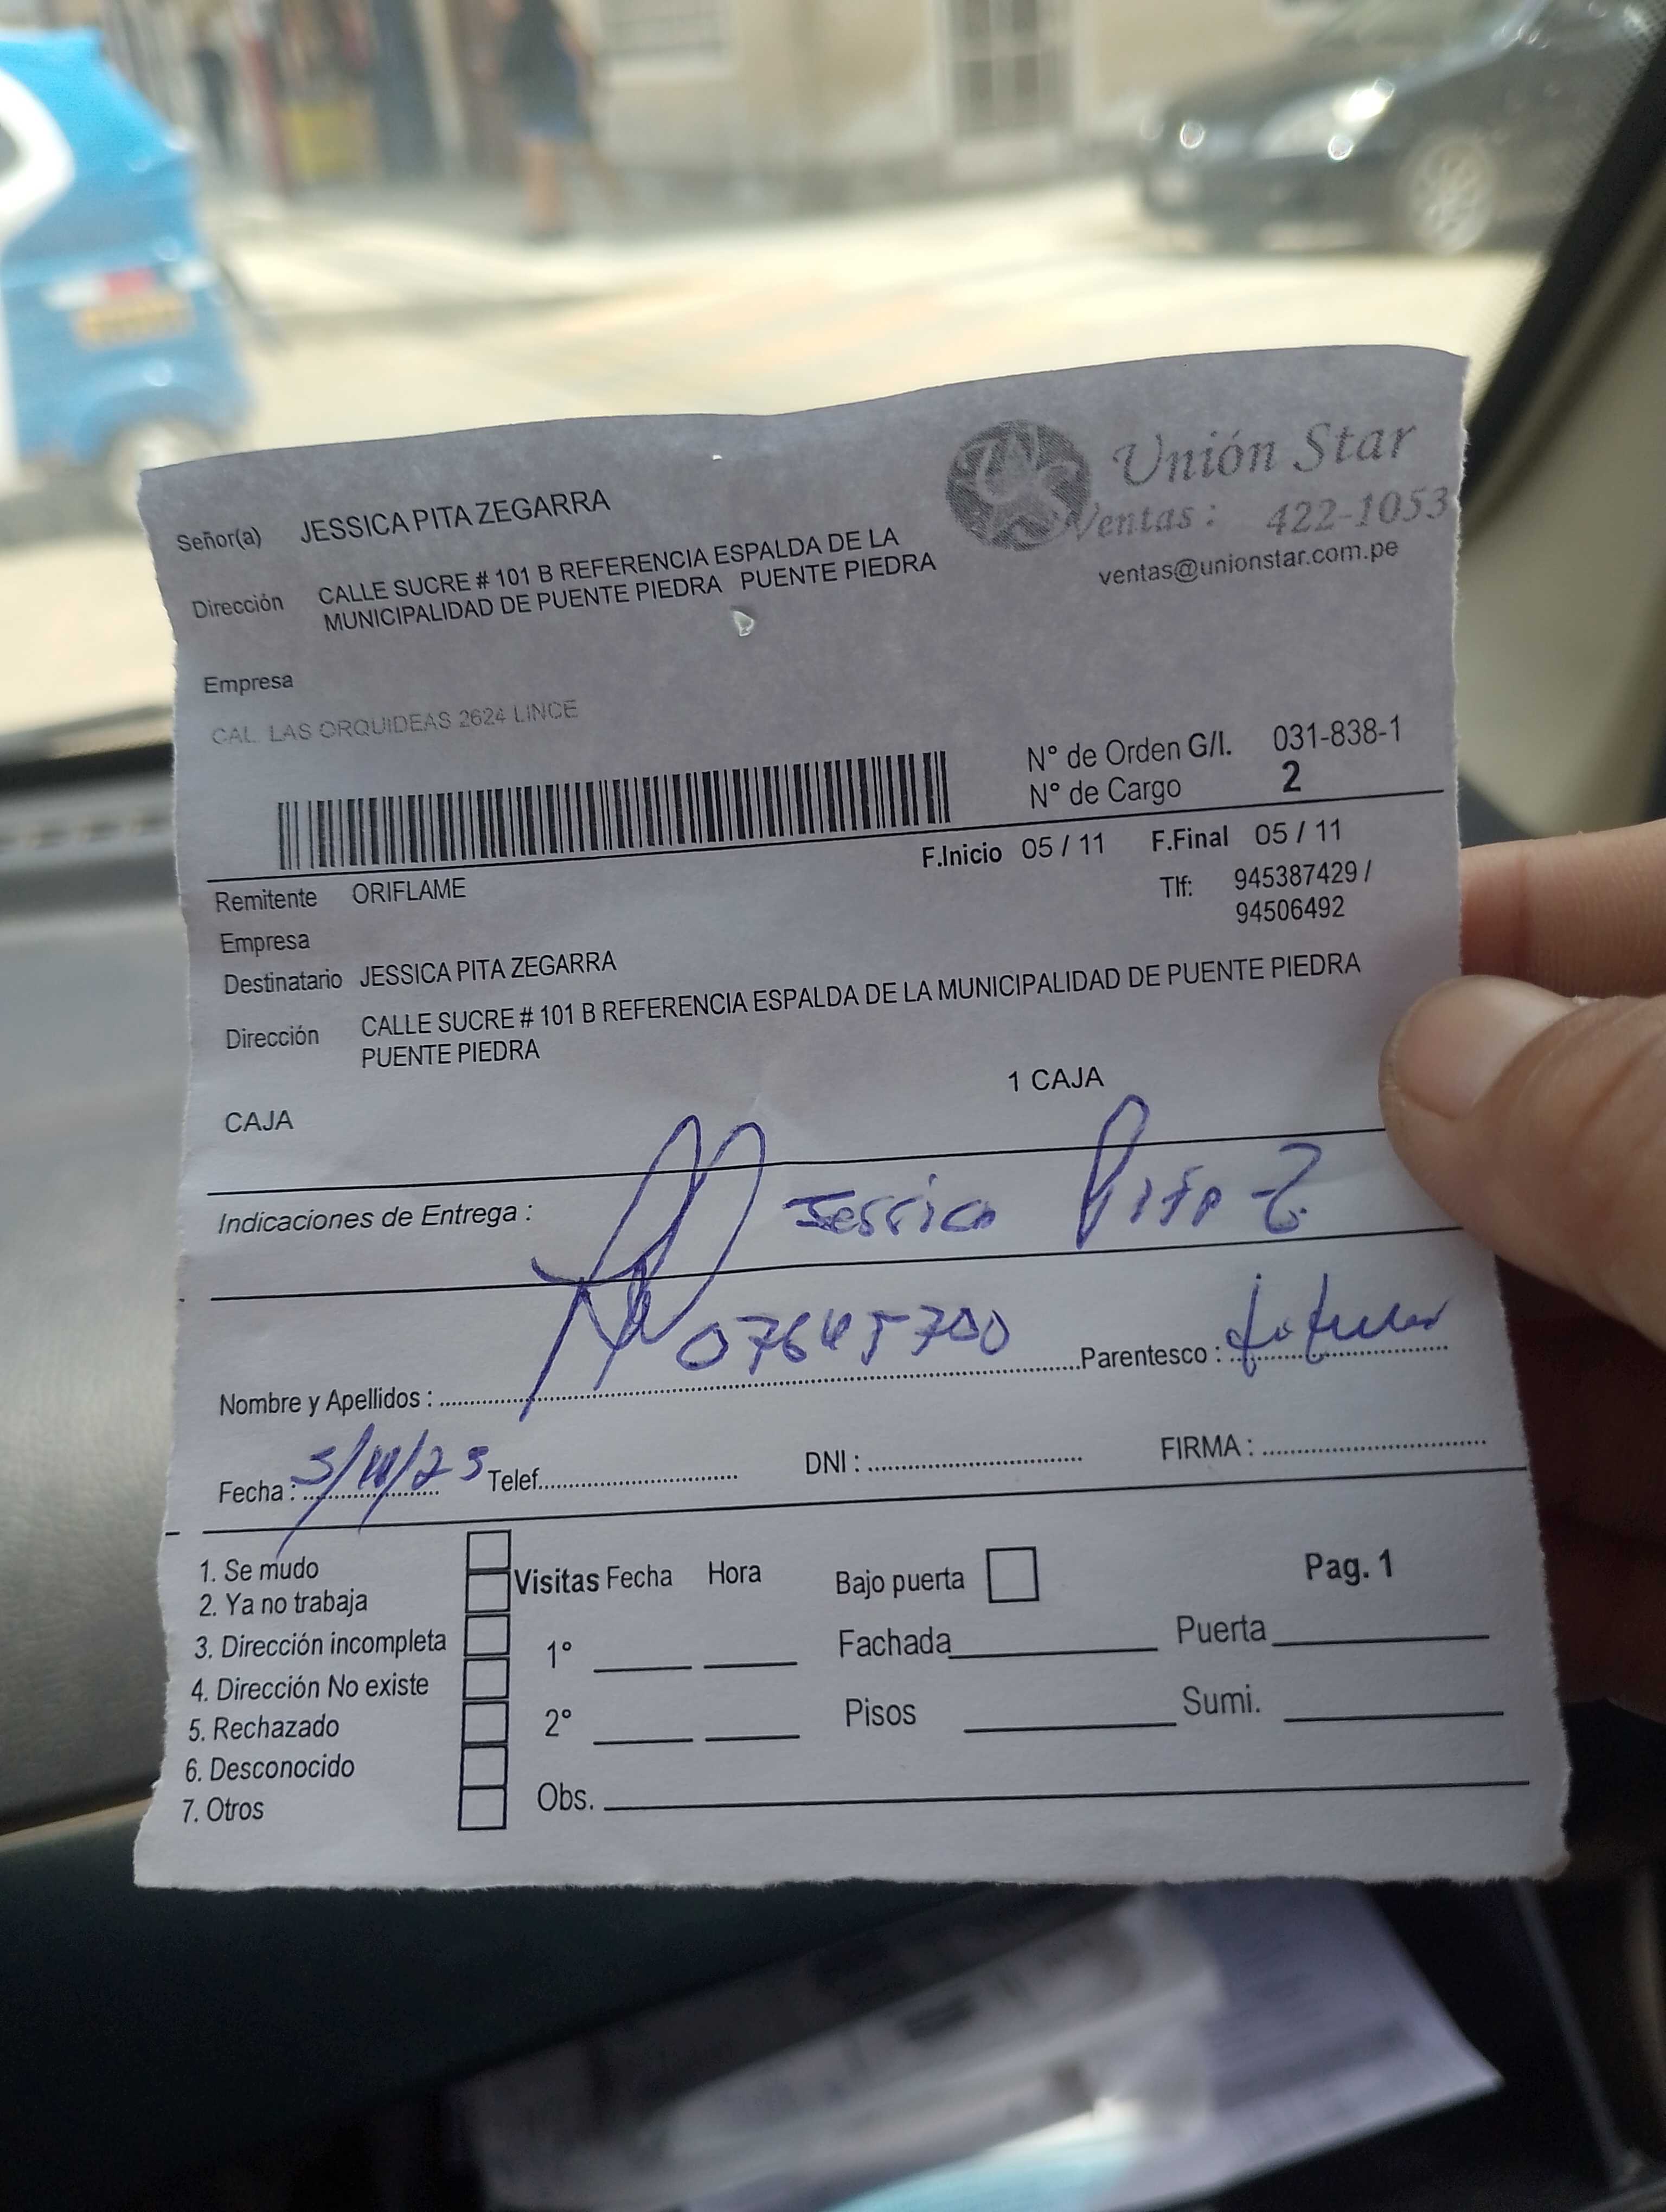 Unión Star
Ventas: 422-1053
ventas@unionstar.com.pe
Señor(a) JESSICA PITA ZEGARRA
Dirección CALLE SUCRE # 101 B REFERENCIA ESPALDA DE LA
MUNICIPALIDAD DE PUENTE PIEDRA PUENTE PIEDRA
Empresa
CAL. LAS ORQUIDEAS 2624 LINCE
N° de Orden G/I. 031-838-1
N° de Cargo 2
F.Inicio 05 / 11 F.Final 05 / 11
Remitente ORIFLAME
Tlf: 945387429 /
94506492
Empresa
Destinatario JESSICA PITA ZEGARRA
Dirección CALLE SUCRE # 101 B REFERENCIA ESPALDA DE LA MUNICIPALIDAD DE PUENTE PIEDRA
PUENTE PIEDRA
CAJA 1 CAJA
Indicaciones de Entrega : Jessica Pita Z.
07645700
Nombre y Apellidos : Parentesco : titular
Fecha : 5/11/25 Telef. DNI : FIRMA :
1. Se mudo
2. Ya no trabaja
3. Dirección incompleta
4. Dirección No existe
5. Rechazado
6. Desconocido
7. Otros
Visitas Fecha Hora Bajo puerta Pag. 1
1° Fachada Puerta
2° Pisos Sumi.
Obs.